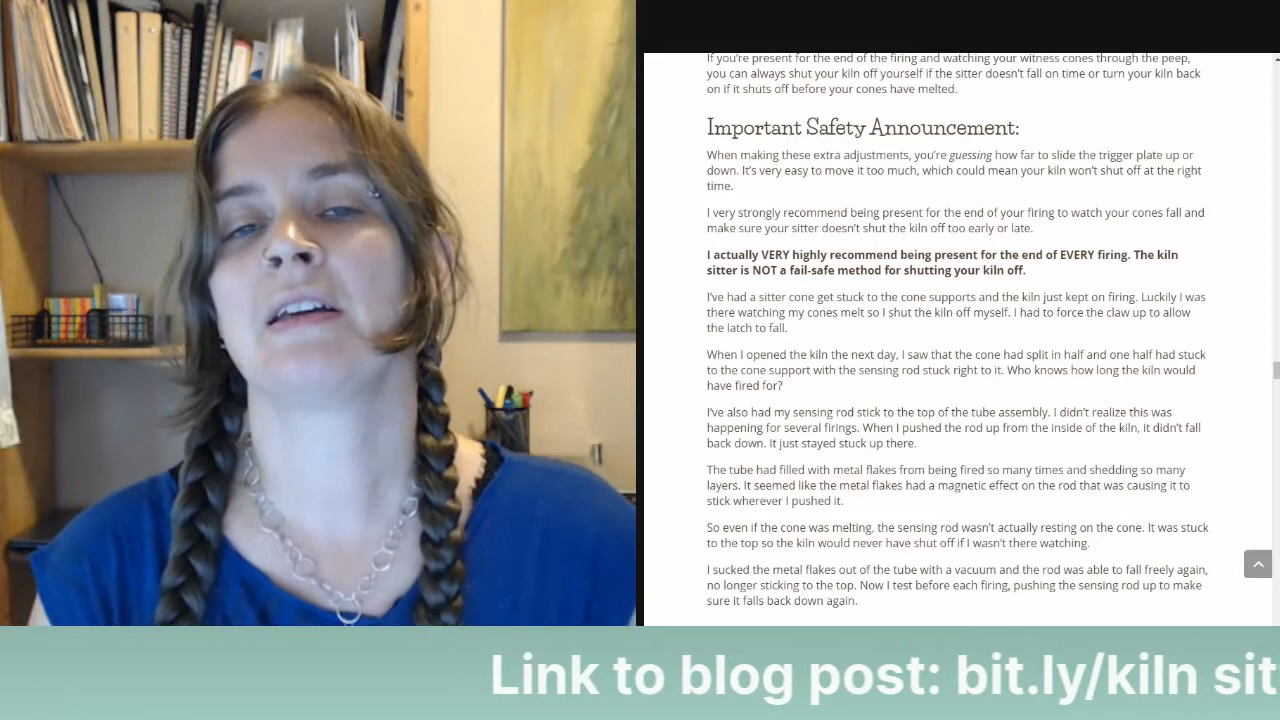 If you're present for the end of the firing and watching your witness cones through the peep,
you can always shut your kiln off yourself if the sitter doesn't fall on time or turn your kiln back
on if it shuts off before your cones have melted.
Important Safety Announcement:
When making these extra adjustments, you're guessing how far to slide the trigger plate up or
down. It's very easy to move it too much, which could mean your kiln won't shut off at the right
time.
I very strongly recommend being present for the end of your firing to watch your cones fall and
make sure your sitter doesn't shut the kiln off too early or late.
I actually VERY highly recommend being present for the end of EVERY firing. The kiln
sitter is NOT a fail-safe method for shutting your kiln off.
I've had a sitter cone get stuck to the cone supports and the kiln just kept on firing. Luckily I was
there watching my cones melt so I shut the kiln off myself. I had to force the claw up to allow
the latch to fall.
When I opened the kiln the next day, I saw that the cone had split in half and one half had stuck
to the cone support with the sensing rod stuck right to it. Who knows how long the kiln would
have fired for?
I've also had my sensing rod stick to the top of the tube assembly. I didn't realize this was
happening for several firings. When I pushed the rod up from the inside of the kiln, it didn't fall
back down. It just stayed stuck up there.
The tube had filled with metal flakes from being fired so many times and shedding so many
layers. It seemed like the metal flakes had a magnetic effect on the rod that was causing it to
stick wherever I pushed it.
So even if the cone was melting, the sensing rod wasn't actually resting on the cone. It was stuck
to the top so the kiln would never have shut off if I wasn't there watching.
I sucked the metal flakes out of the tube with a vacuum and the rod was able to fall freely again,
no longer sticking to the top. Now I test before each firing, pushing the sensing rod up to make
sure it falls back down again.
Link to blog post: bit.ly/kiln sit